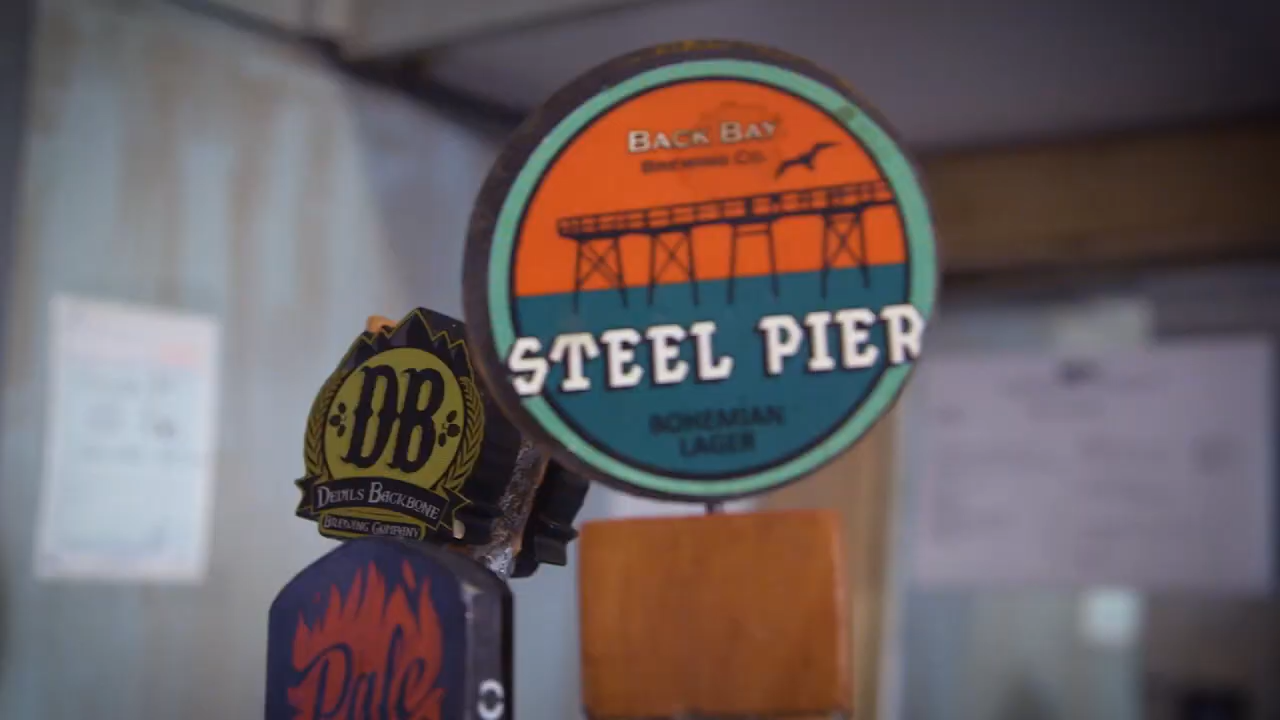 BACK BAY
BREWING CO.
STEEL PIER
BOHEMIAN
LAGER
DB
DEVILS BACKBONE
BREWING COMPANY
Pale